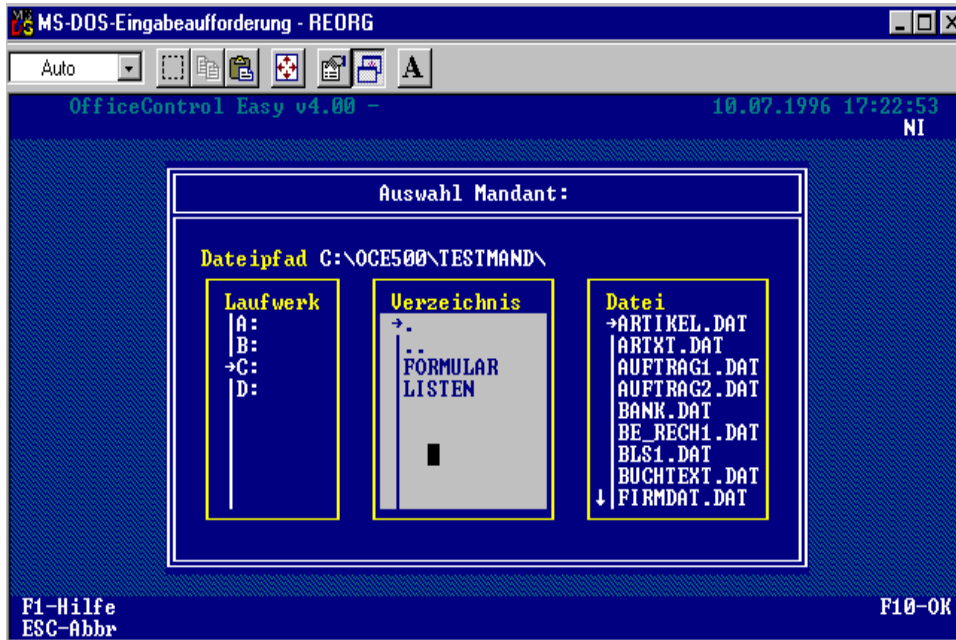 MS-DOS-Eingabeaufforderung - REORG
Auto
A
OfficeControl Easy v4.00 - 10.07.1996 17:22:53
NI
Auswahl Mandant:
Dateipfad C:\OCE500\TESTMAND\
Laufwerk
A:
B:
→C:
D:
Verzeichnis
→.
..
FORMULAR
LISTEN
Datei
→ARTIKEL.DAT
ARTXT.DAT
AUFTRAG1.DAT
AUFTRAG2.DAT
BANK.DAT
BE_RECH1.DAT
BLS1.DAT
BUCHTEXT.DAT
↓FIRMDAT.DAT
F1-Hilfe F10-OK
ESC-Abbr